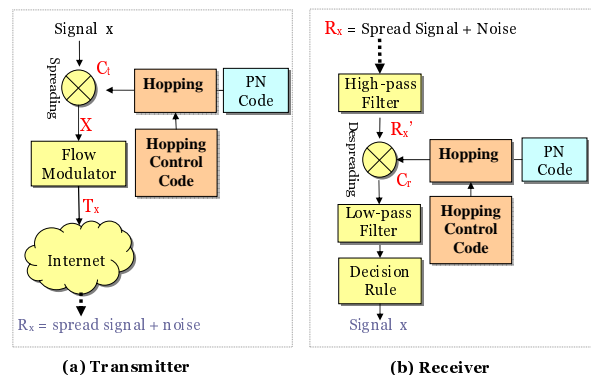 Signal x
Spreading
C_t
Hopping
PN
Code
X
Flow
Modulator
Hopping
Control
Code
T_x
Internet
R_x = spread signal + noise
(a) Transmitter
R_x = Spread Signal + Noise
High-pass
Filter
R_x’
Despreading
C_r
Hopping
PN
Code
Low-pass
Filter
Hopping
Control
Code
Decision
Rule
Signal x
(b) Receiver